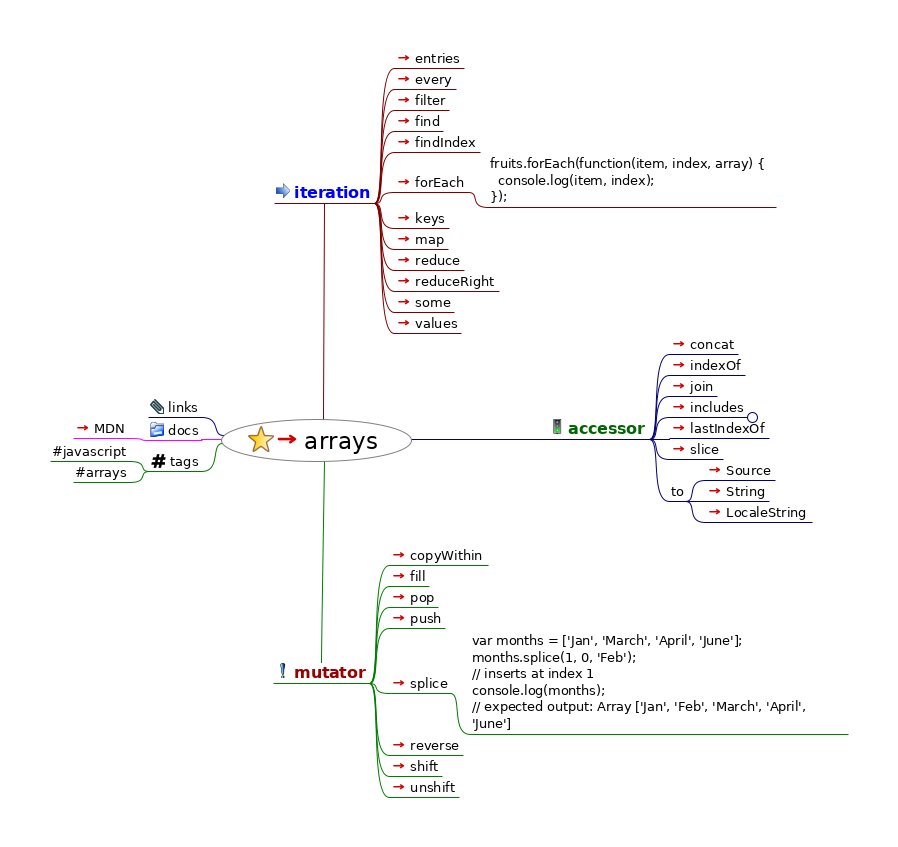 entries
every
filter
find
findIndex
forEach
fruits.forEach(function(item, index, array) {
console.log(item, index);
});
iteration
keys
map
reduce
reduceRight
some
values
concat
indexOf
join
includes
lastIndexOf
slice
accessor
to
Source
String
LocaleString
links
docs
MDN
tags
#javascript
#arrays
arrays
copyWithin
fill
pop
push
splice
var months = ['Jan', 'March', 'April', 'June'];
months.splice(1, 0, 'Feb');
// inserts at index 1
console.log(months);
// expected output: Array ['Jan', 'Feb', 'March', 'April',
'June']
mutator
reverse
shift
unshift